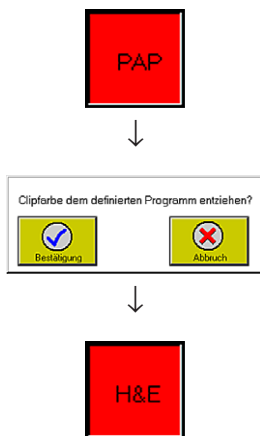 PAP
Clipfarbe dem definierten Programm entziehen?
Bestätigung Abbruch
H&E